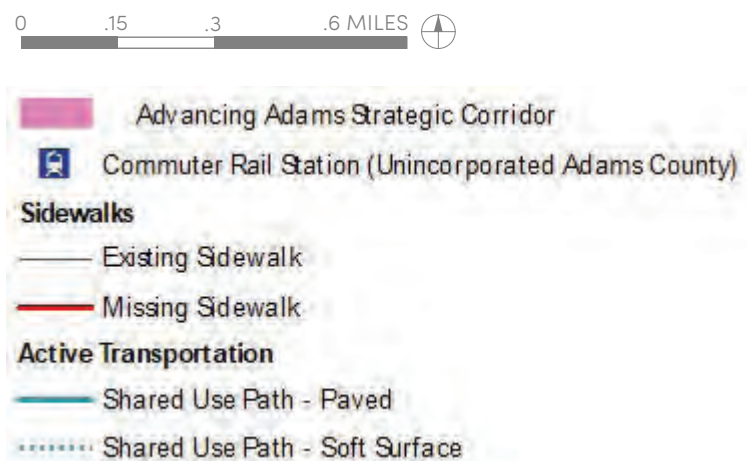 0 .15 .3 .6 MILES
Advancing Adams Strategic Corridor
Commuter Rail Station (Unincorporated Adams County)
Sidewalks
Existing Sidewalk
Missing Sidewalk
Active Transportation
Shared Use Path - Paved
Shared Use Path - Soft Surface